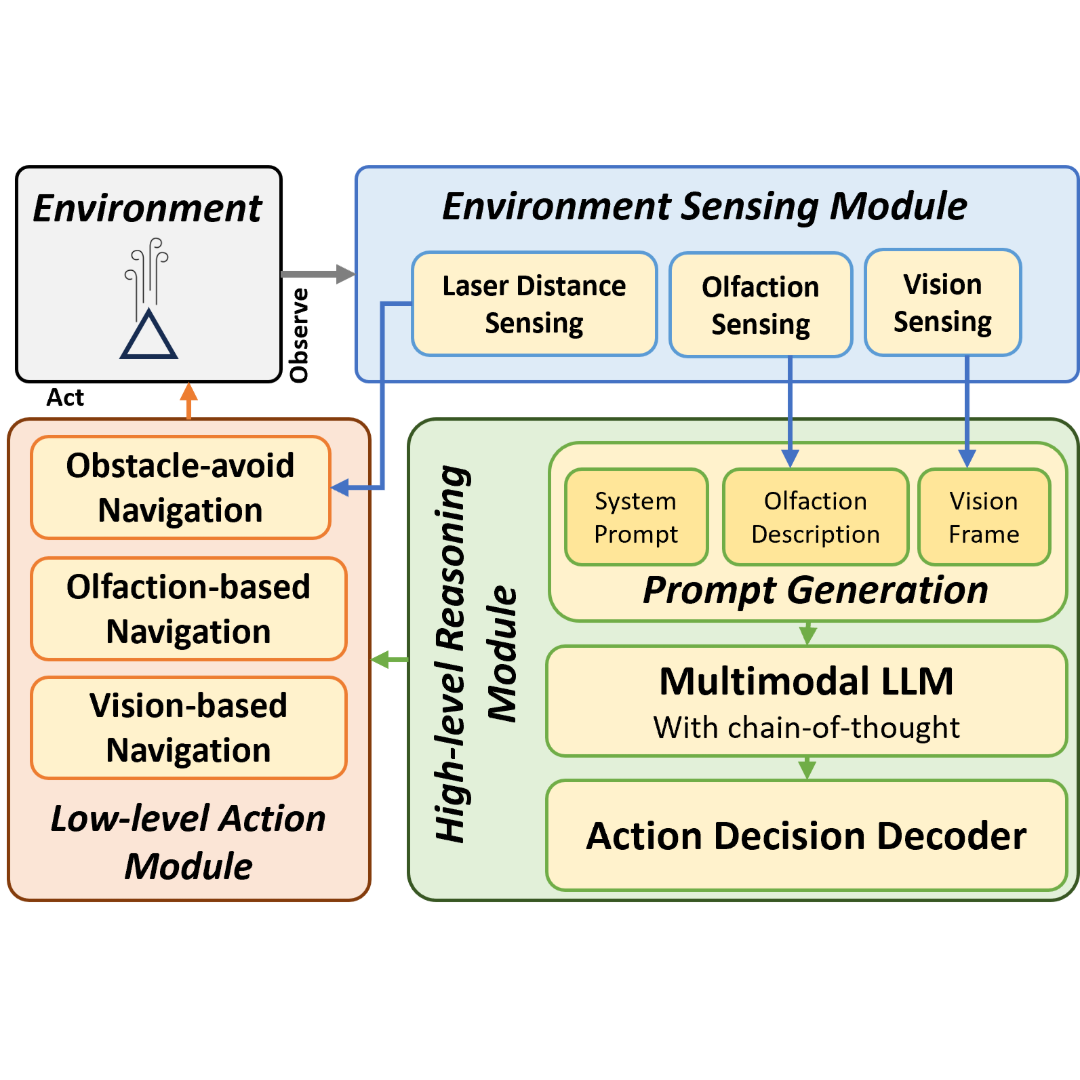 Environment
Observe
Act
Environment Sensing Module
Laser Distance
Sensing
Olfaction
Sensing
Vision
Sensing
Obstacle-avoid
Navigation
Olfaction-based
Navigation
Vision-based
Navigation
Low-level Action
Module
High-level Reasoning
Module
System
Prompt
Olfaction
Description
Vision
Frame
Prompt Generation
Multimodal LLM
With chain-of-thought
Action Decision Decoder